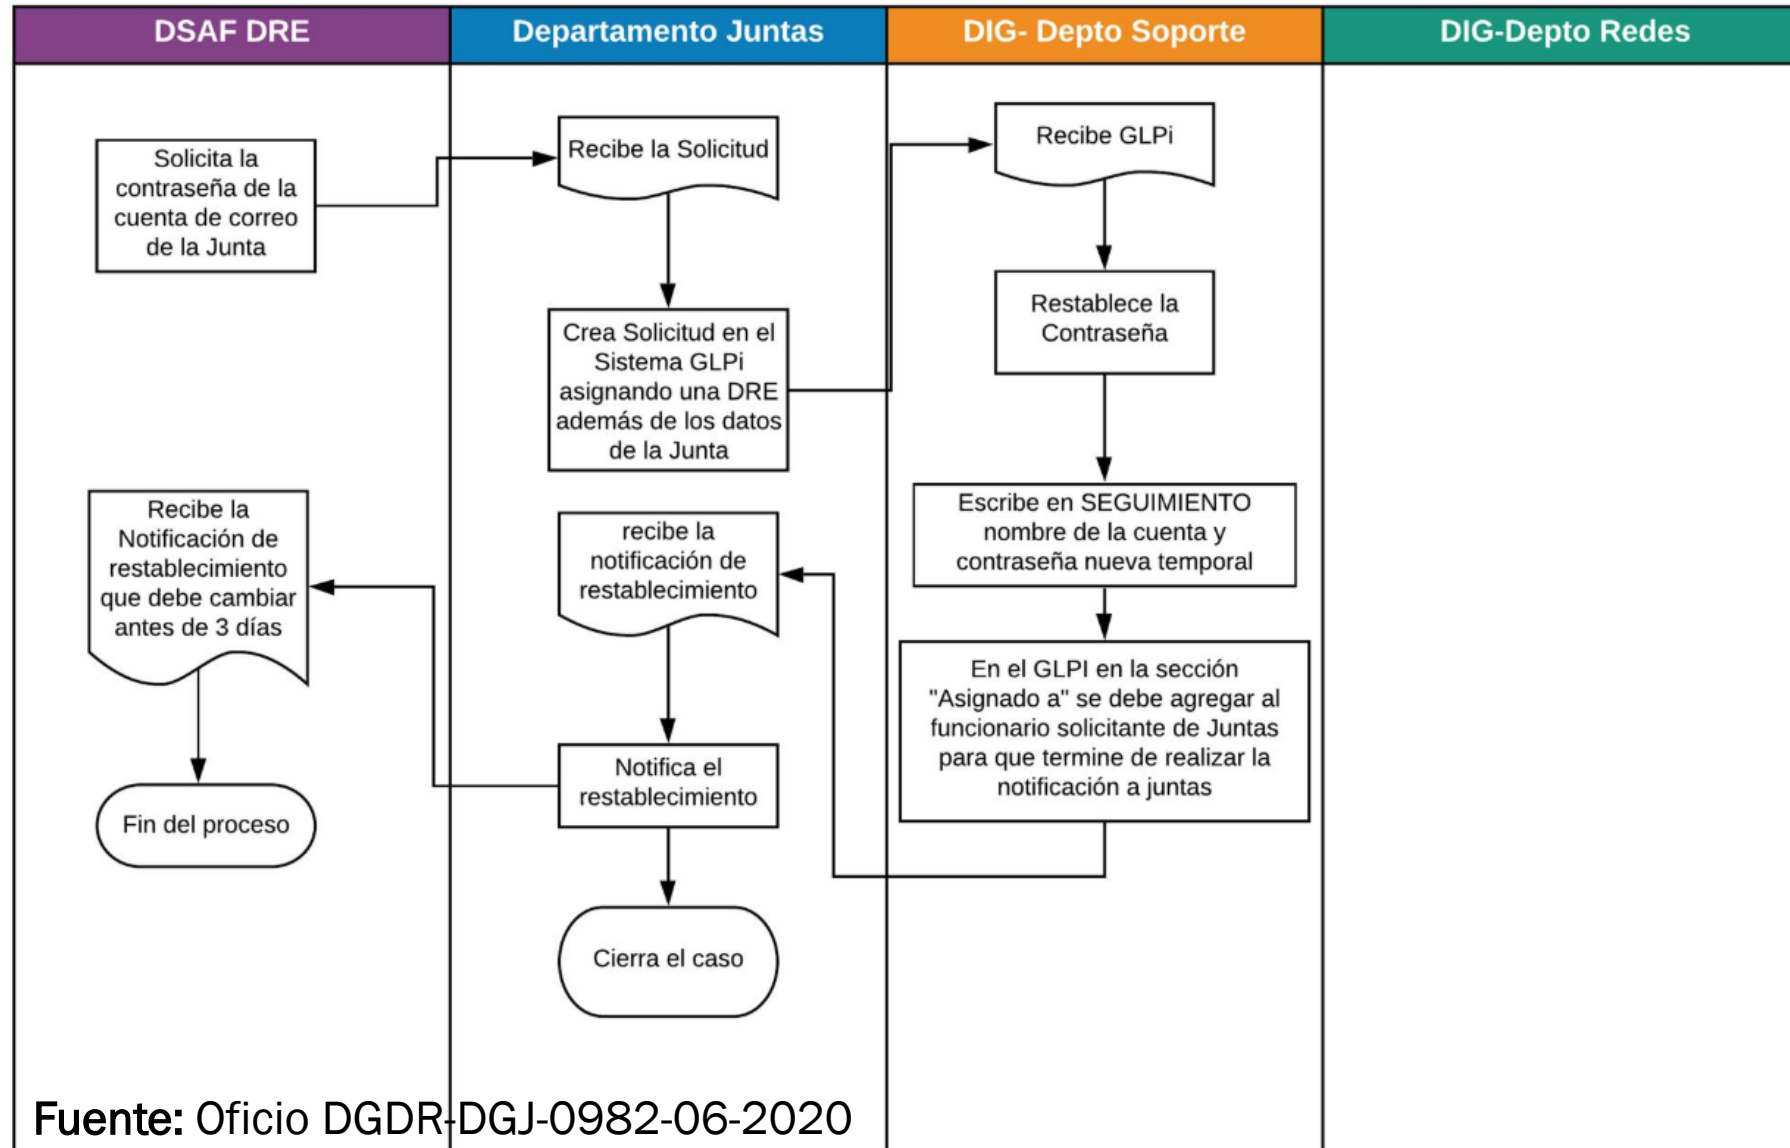 DSAF DRE
Departamento Juntas
DIG- Depto Soporte
DIG-Depto Redes
Solicita la
contraseña de la
cuenta de correo
de la Junta
Recibe la Solicitud
Crea Solicitud en el
Sistema GLPi
asignando una DRE
además de los datos
de la Junta
Recibe GLPi
Restablece la
Contraseña
Escribe en SEGUIMIENTO
nombre de la cuenta y
contraseña nueva temporal
En el GLPI en la sección
"Asignado a" se debe agregar al
funcionario solicitante de Juntas
para que termine de realizar la
notificación a juntas
recibe la
notificación de
restablecimiento
Notifica el
restablecimiento
Cierra el caso
Recibe la
Notificación de
restablecimiento
que debe cambiar
antes de 3 días
Fin del proceso
Fuente: Oficio DGDR-DGJ-0982-06-2020